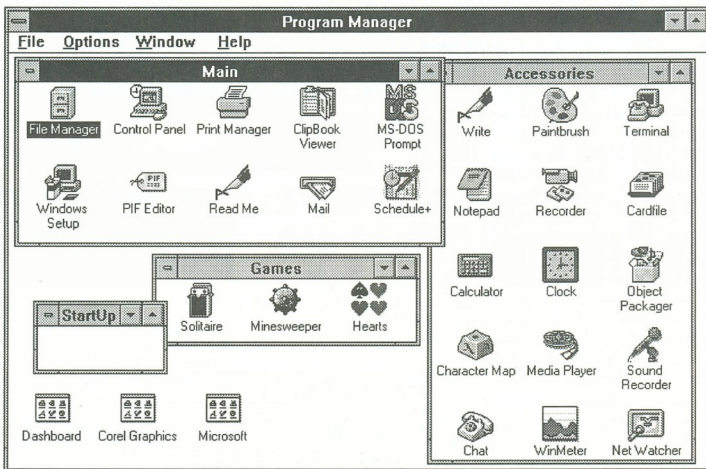 Program Manager
File Options Window Help
Main
File Manager Control Panel Print Manager ClipBook Viewer MS-DOS Prompt
Windows Setup PIF Editor Read Me Mail Schedule+
Accessories
Write Paintbrush Terminal
Notepad Recorder Cardfile
Calculator Clock Object Packager
Character Map Media Player Sound Recorder
Chat WinMeter Net Watcher
Games
Solitaire Minesweeper Hearts
StartUp
Dashboard Corel Graphics Microsoft